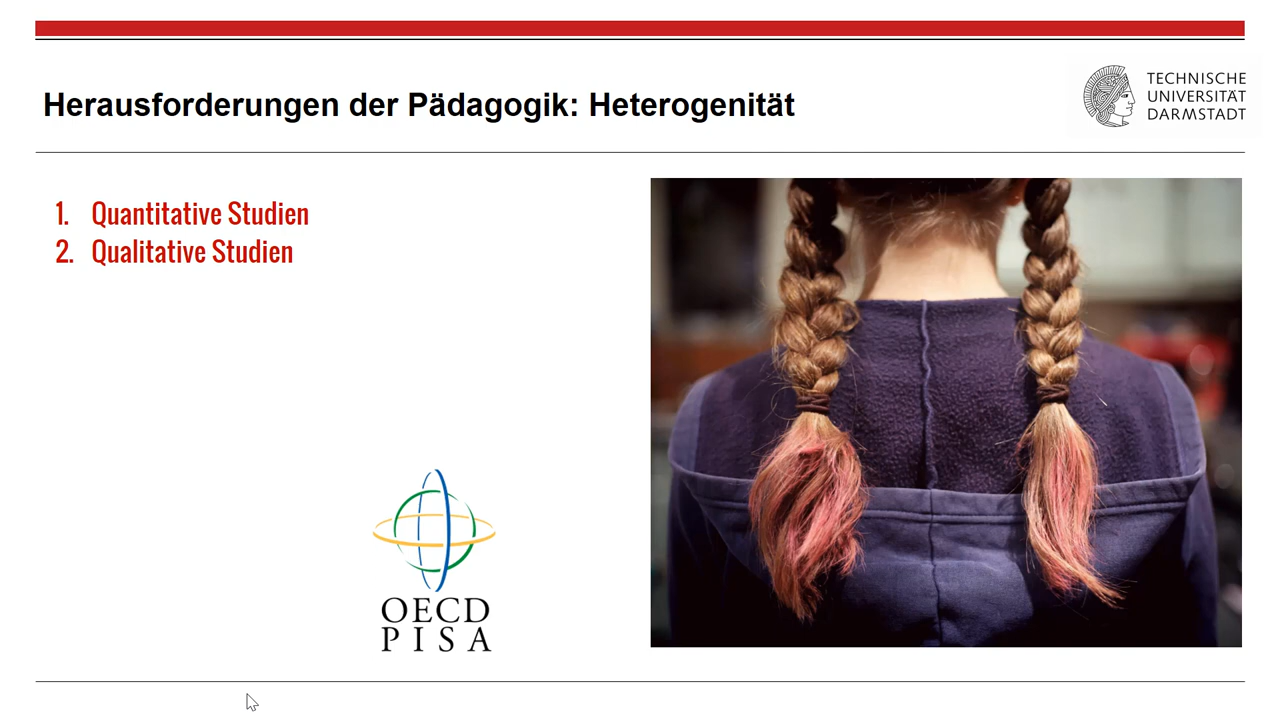 Herausforderungen der Pädagogik: Heterogenität
TECHNISCHE
UNIVERSITÄT
DARMSTADT
1. Quantitative Studien
2. Qualitative Studien
OECD
PISA